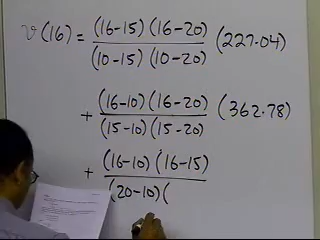 v(16) = (16-15)(16-20) / (10-15)(10-20) (227.04)
+ (16-10)(16-20) / (15-10)(15-20) (362.78)
+ (16-10)(16-15) / (20-10)(